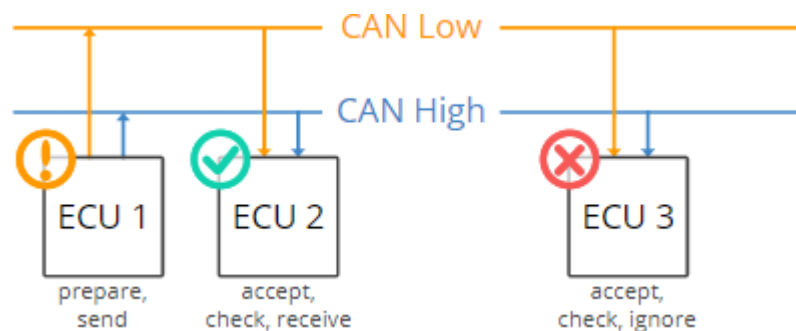 CAN Low
CAN High
ECU 1
ECU 2
ECU 3
prepare,
send
accept,
check, receive
accept,
check, ignore